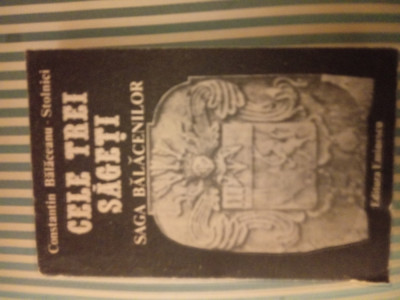 Constantin Bălăceanu - Stolnici
CELE TREI
SĂGEȚI
SAGA BĂLĂCENILOR
Editura Eminescu